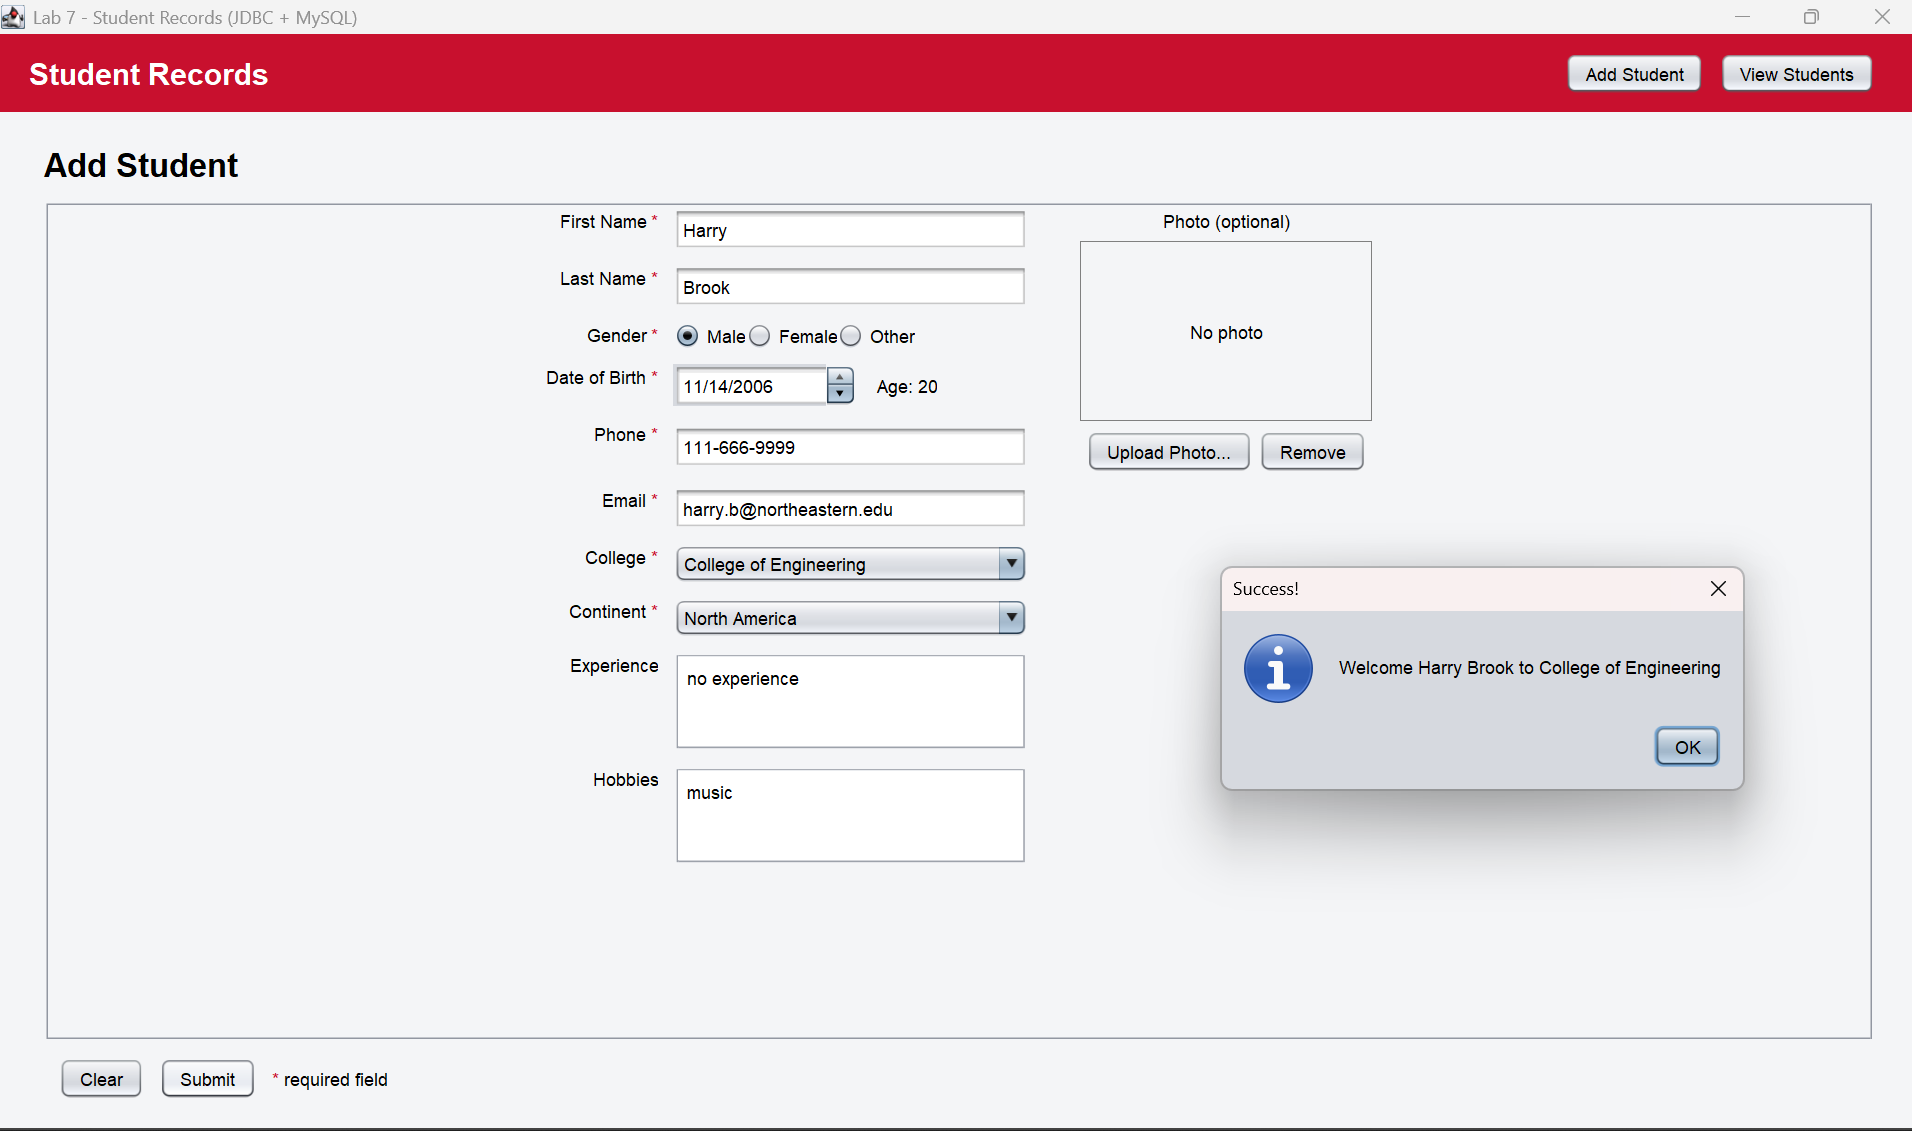 Lab 7 - Student Records (JDBC + MySQL)
Student Records
Add Student
View Students
Add Student
First Name *
Harry
Last Name *
Brook
Gender *
Male
Female
Other
Date of Birth *
11/14/2006
Age: 20
Phone *
111-666-9999
Email *
harry.b@northeastern.edu
College *
College of Engineering
Continent *
North America
Experience
no experience
Hobbies
music
Photo (optional)
No photo
Upload Photo...
Remove
Success!
Welcome Harry Brook to College of Engineering
OK
Clear
Submit
* required field